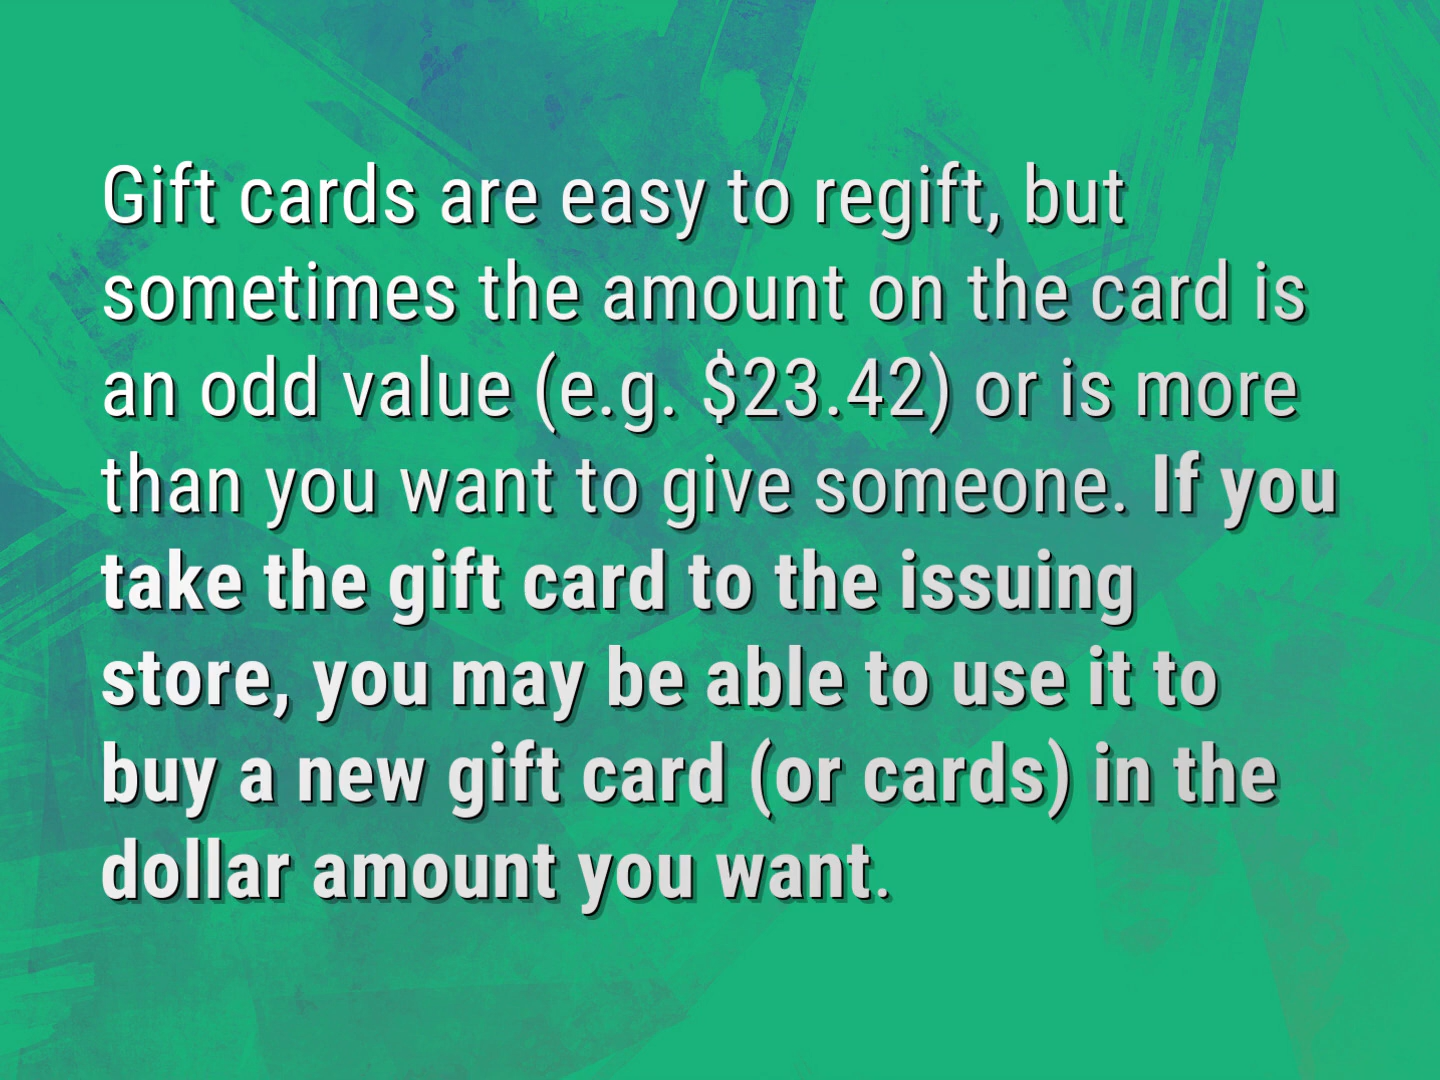 Gift cards are easy to regift, but
sometimes the amount on the card is
an odd value (e.g. $23.42) or is more
than you want to give someone. If you
take the gift card to the issuing
store, you may be able to use it to
buy a new gift card (or cards) in the
dollar amount you want.